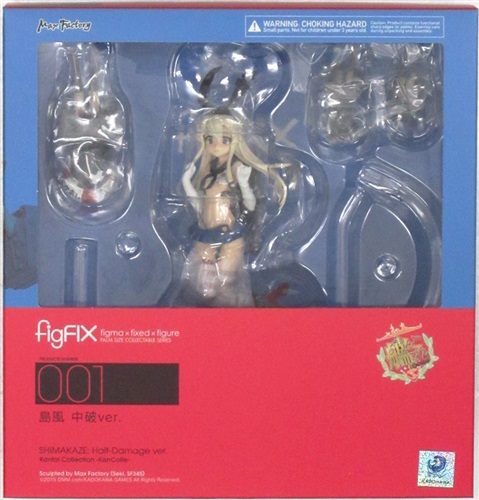 Max Factory
WARNING: CHOKING HAZARD
Small parts. Not for children under 3 years old.
figFIX figma×fixed×figure
PALM SIZE COLLECTABLE SERIES
001
島風 中破ver.
SHIMAKAZE: Half-Damage ver.
Kantai Collection -KanColle-
Sculpted by Max Factory
KADOKAWA